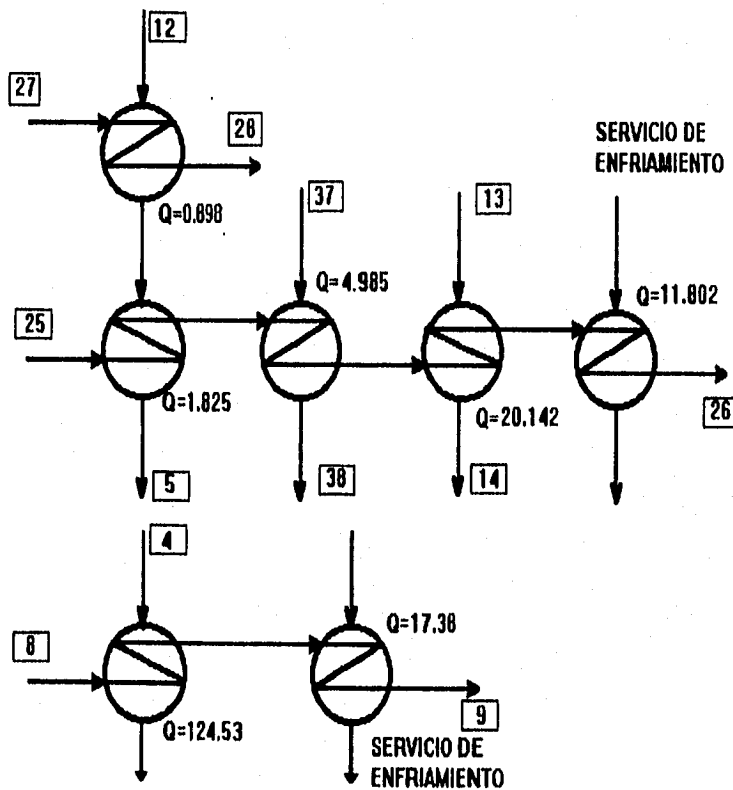 12
27
28
SERVICIO DE
ENFRIAMIENTO
Q=0.898
37
13
Q=4.985
Q=11.802
25
Q=1.825
Q=20.142
26
5
38
14
4
Q=17.38
8
9
Q=124.53
SERVICIO DE
ENFRIAMIENTO